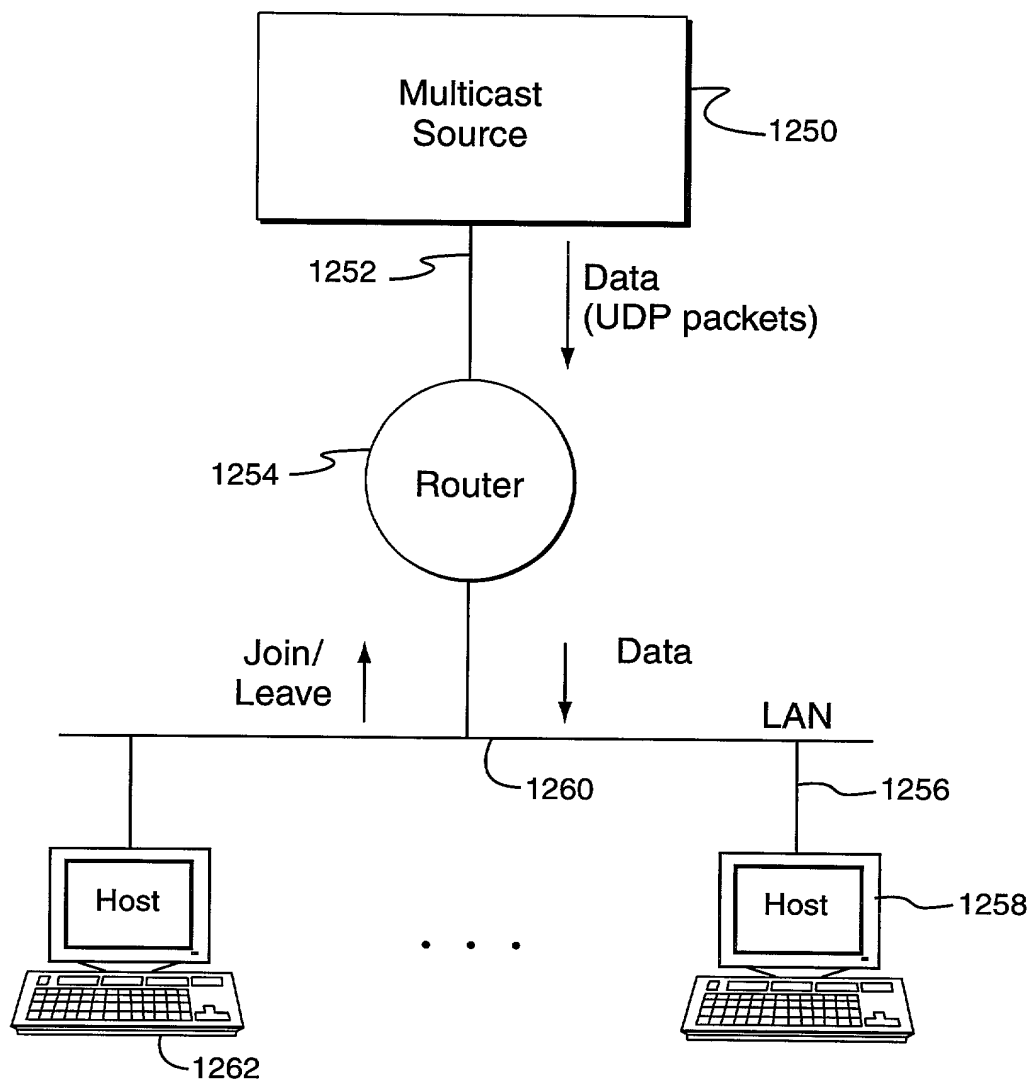 Multicast
Source
1250
1252
Data
(UDP packets)
1254
Router
Join/
Leave
Data
LAN
1260
1256
Host
Host
1258
1262